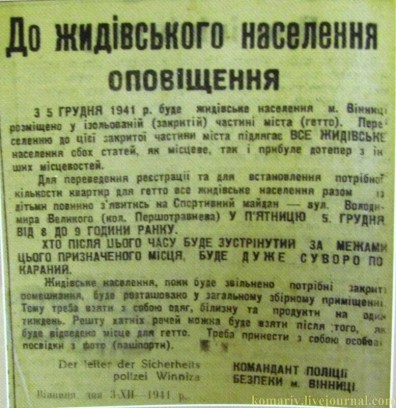 До жидівського населення
ОПОВІЩЕННЯ
З 5 ГРУДНЯ 1941 р. буде жидівське населення м. Вінниці
розміщено у ізольованій (закритій) частині міста (гетто). Пере-
селенню до цієї закритої частини міста підлягає ВСЕ ЖИДІВСЬКЕ
населення обох статей, як місцеве, так і прибуле дотепер з ін
ших місцевостей.
Для переведення реєстрації та для встановлення потрібної
кількости квартир для гетто все жидівське населення разом за
дітьми повинно з'явитись на Спортивний майдан — вул. Володи-
мира Великого (кол. Першотравнева) У П'ЯТНИЦЮ 5. ГРУДНЯ
ВІД 8 ДО 9 ГОДИНИ РАНКУ.
ХТО ПІСЛЯ ЦЬОГО ЧАСУ БУДЕ ЗУСТРІНУТИЙ ЗА МЕЖАМИ
ЦЬОГО ПРИЗНАЧЕНОГО МІСЦЯ, БУДЕ ДУЖЕ СУВОРО ПО
КАРАНИЙ.
Жидівське населення, поки буде звільнено потрібні закриті
помешкання, буде розташовано у загальному збірному приміщенні.
Тому треба взяти з собою одяг, білизну та продукти на один
тиждень. Решту хатніх речей можна буде взяти після того, як
буде відведено місце для гетто. Треба принести з собою особові
посвідки з фото (пашпорти).
Der leiter der Sicherheits
polizei Winniza
КОМАНДАНТ ПОЛІЦІЇ
БЕЗПЕКИ м. ВІННИЦІ.
Вінниця, дня 3-XII-1941 р.
komariv.livejournal.com